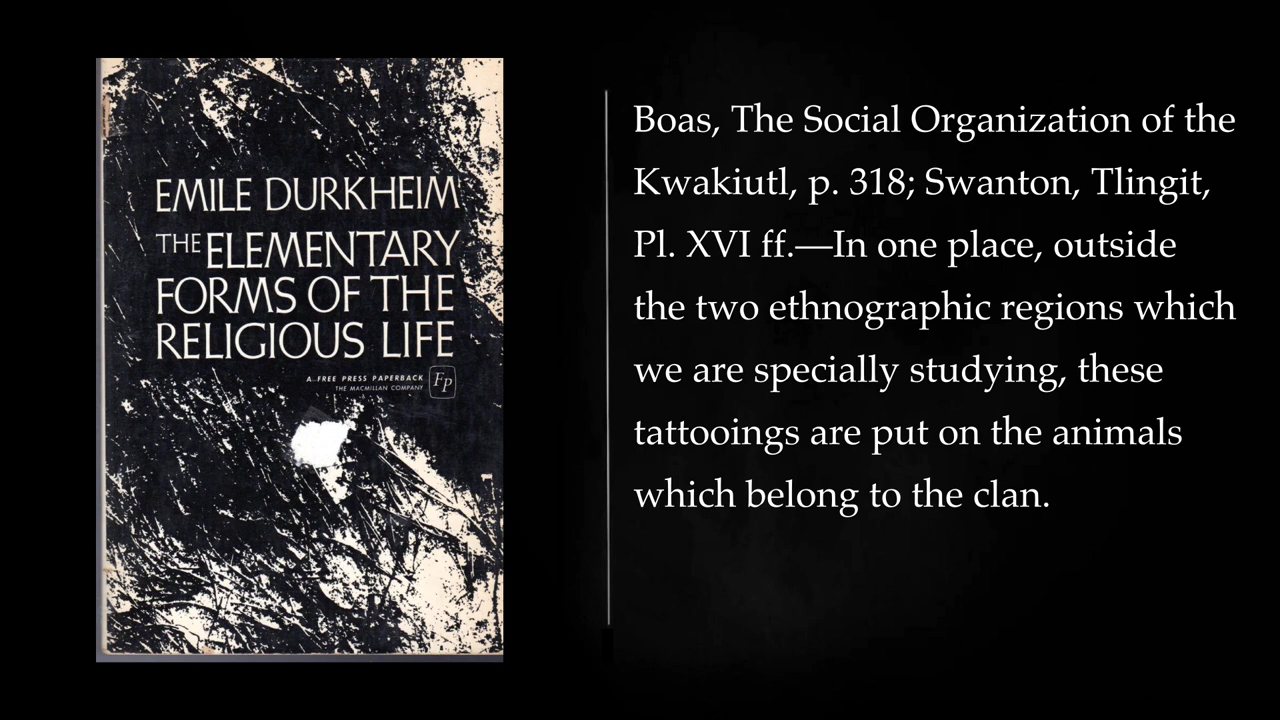 EMILE DURKHEIM
THE ELEMENTARY
FORMS OF THE
RELIGIOUS LIFE
A FREE PRESS PAPERBACK
THE MACMILLAN COMPANY
Fp
Boas, The Social Organization of the
Kwakiutl, p. 318; Swanton, Tlingit,
Pl. XVI ff.—In one place, outside
the two ethnographic regions which
we are specially studying, these
tattooings are put on the animals
which belong to the clan.